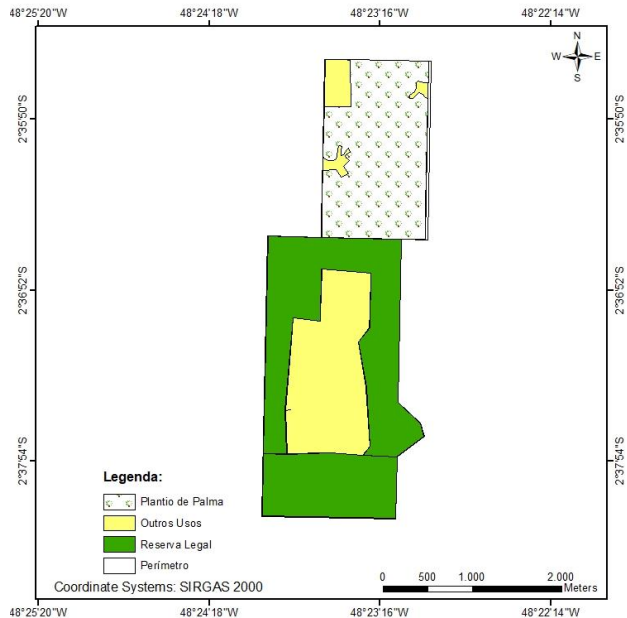 48°25'20"W 48°24'18"W 48°23'16"W 48°22'14"W
N
W E
S
2°35'50"S 2°35'50"S
2°36'52"S 2°36'52"S
2°37'54"S 2°37'54"S
Legenda:
Plantio de Palma
Outros Usos
Reserva Legal
Perímetro
Coordinate Systems: SIRGAS 2000
0 500 1.000 2.000
Meters
48°25'20"W 48°24'18"W 48°23'16"W 48°22'14"W